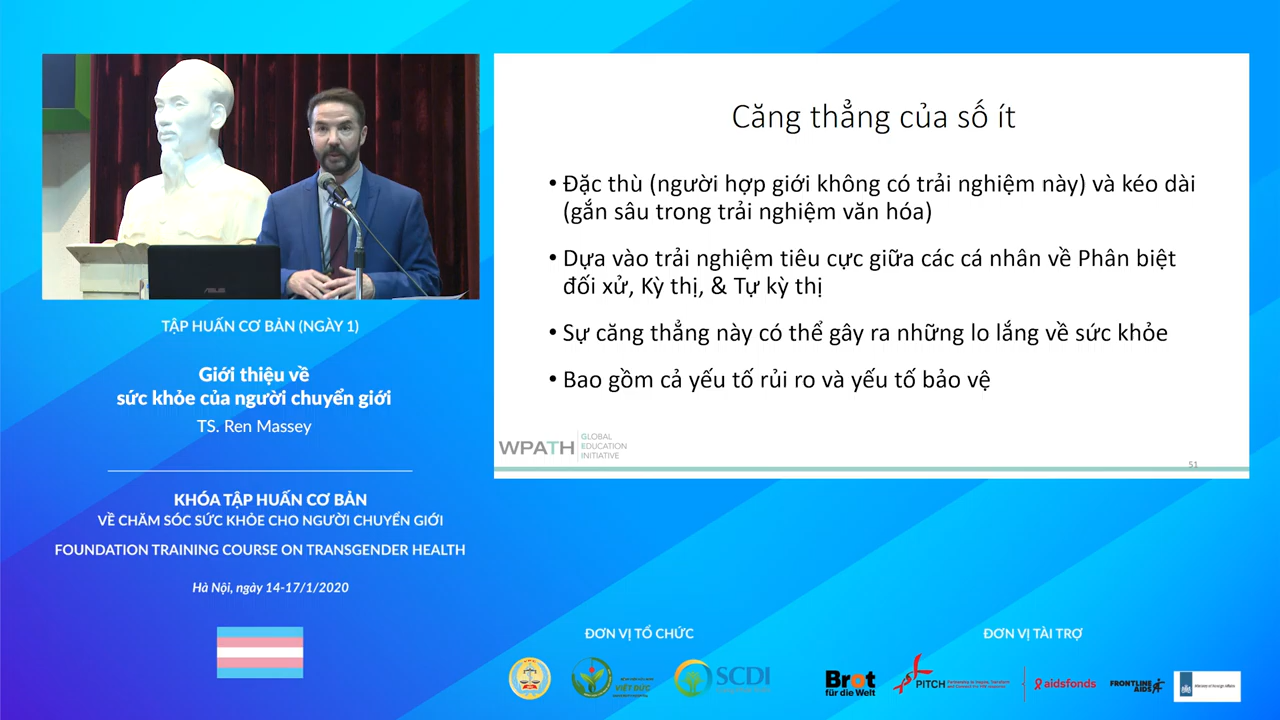 ASUS
TẬP HUẤN CƠ BẢN (NGÀY 1)
Giới thiệu về
sức khỏe của người chuyển giới
TS. Ren Massey
KHÓA TẬP HUẤN CƠ BẢN
VỀ CHĂM SÓC SỨC KHỎE CHO NGƯỜI CHUYỂN GIỚI
FOUNDATION TRAINING COURSE ON TRANSGENDER HEALTH
Hà Nội, ngày 14-17/1/2020
Căng thẳng của số ít
• Đặc thù (người hợp giới không có trải nghiệm này) và kéo dài
(gắn sâu trong trải nghiệm văn hóa)
• Dựa vào trải nghiệm tiêu cực giữa các cá nhân về Phân biệt
đối xử, Kỳ thị, & Tự kỳ thị
• Sự căng thẳng này có thể gây ra những lo lắng về sức khỏe
• Bao gồm cả yếu tố rủi ro và yếu tố bảo vệ
WPATH
GLOBAL
EDUCATION
INITIATIVE
51
ĐƠN VỊ TỔ CHỨC
VIỆT ĐỨC
SCDI
ĐƠN VỊ TÀI TRỢ
Brot
für die Welt
PITCH
aidsfonds
FRONTLINE
AIDS